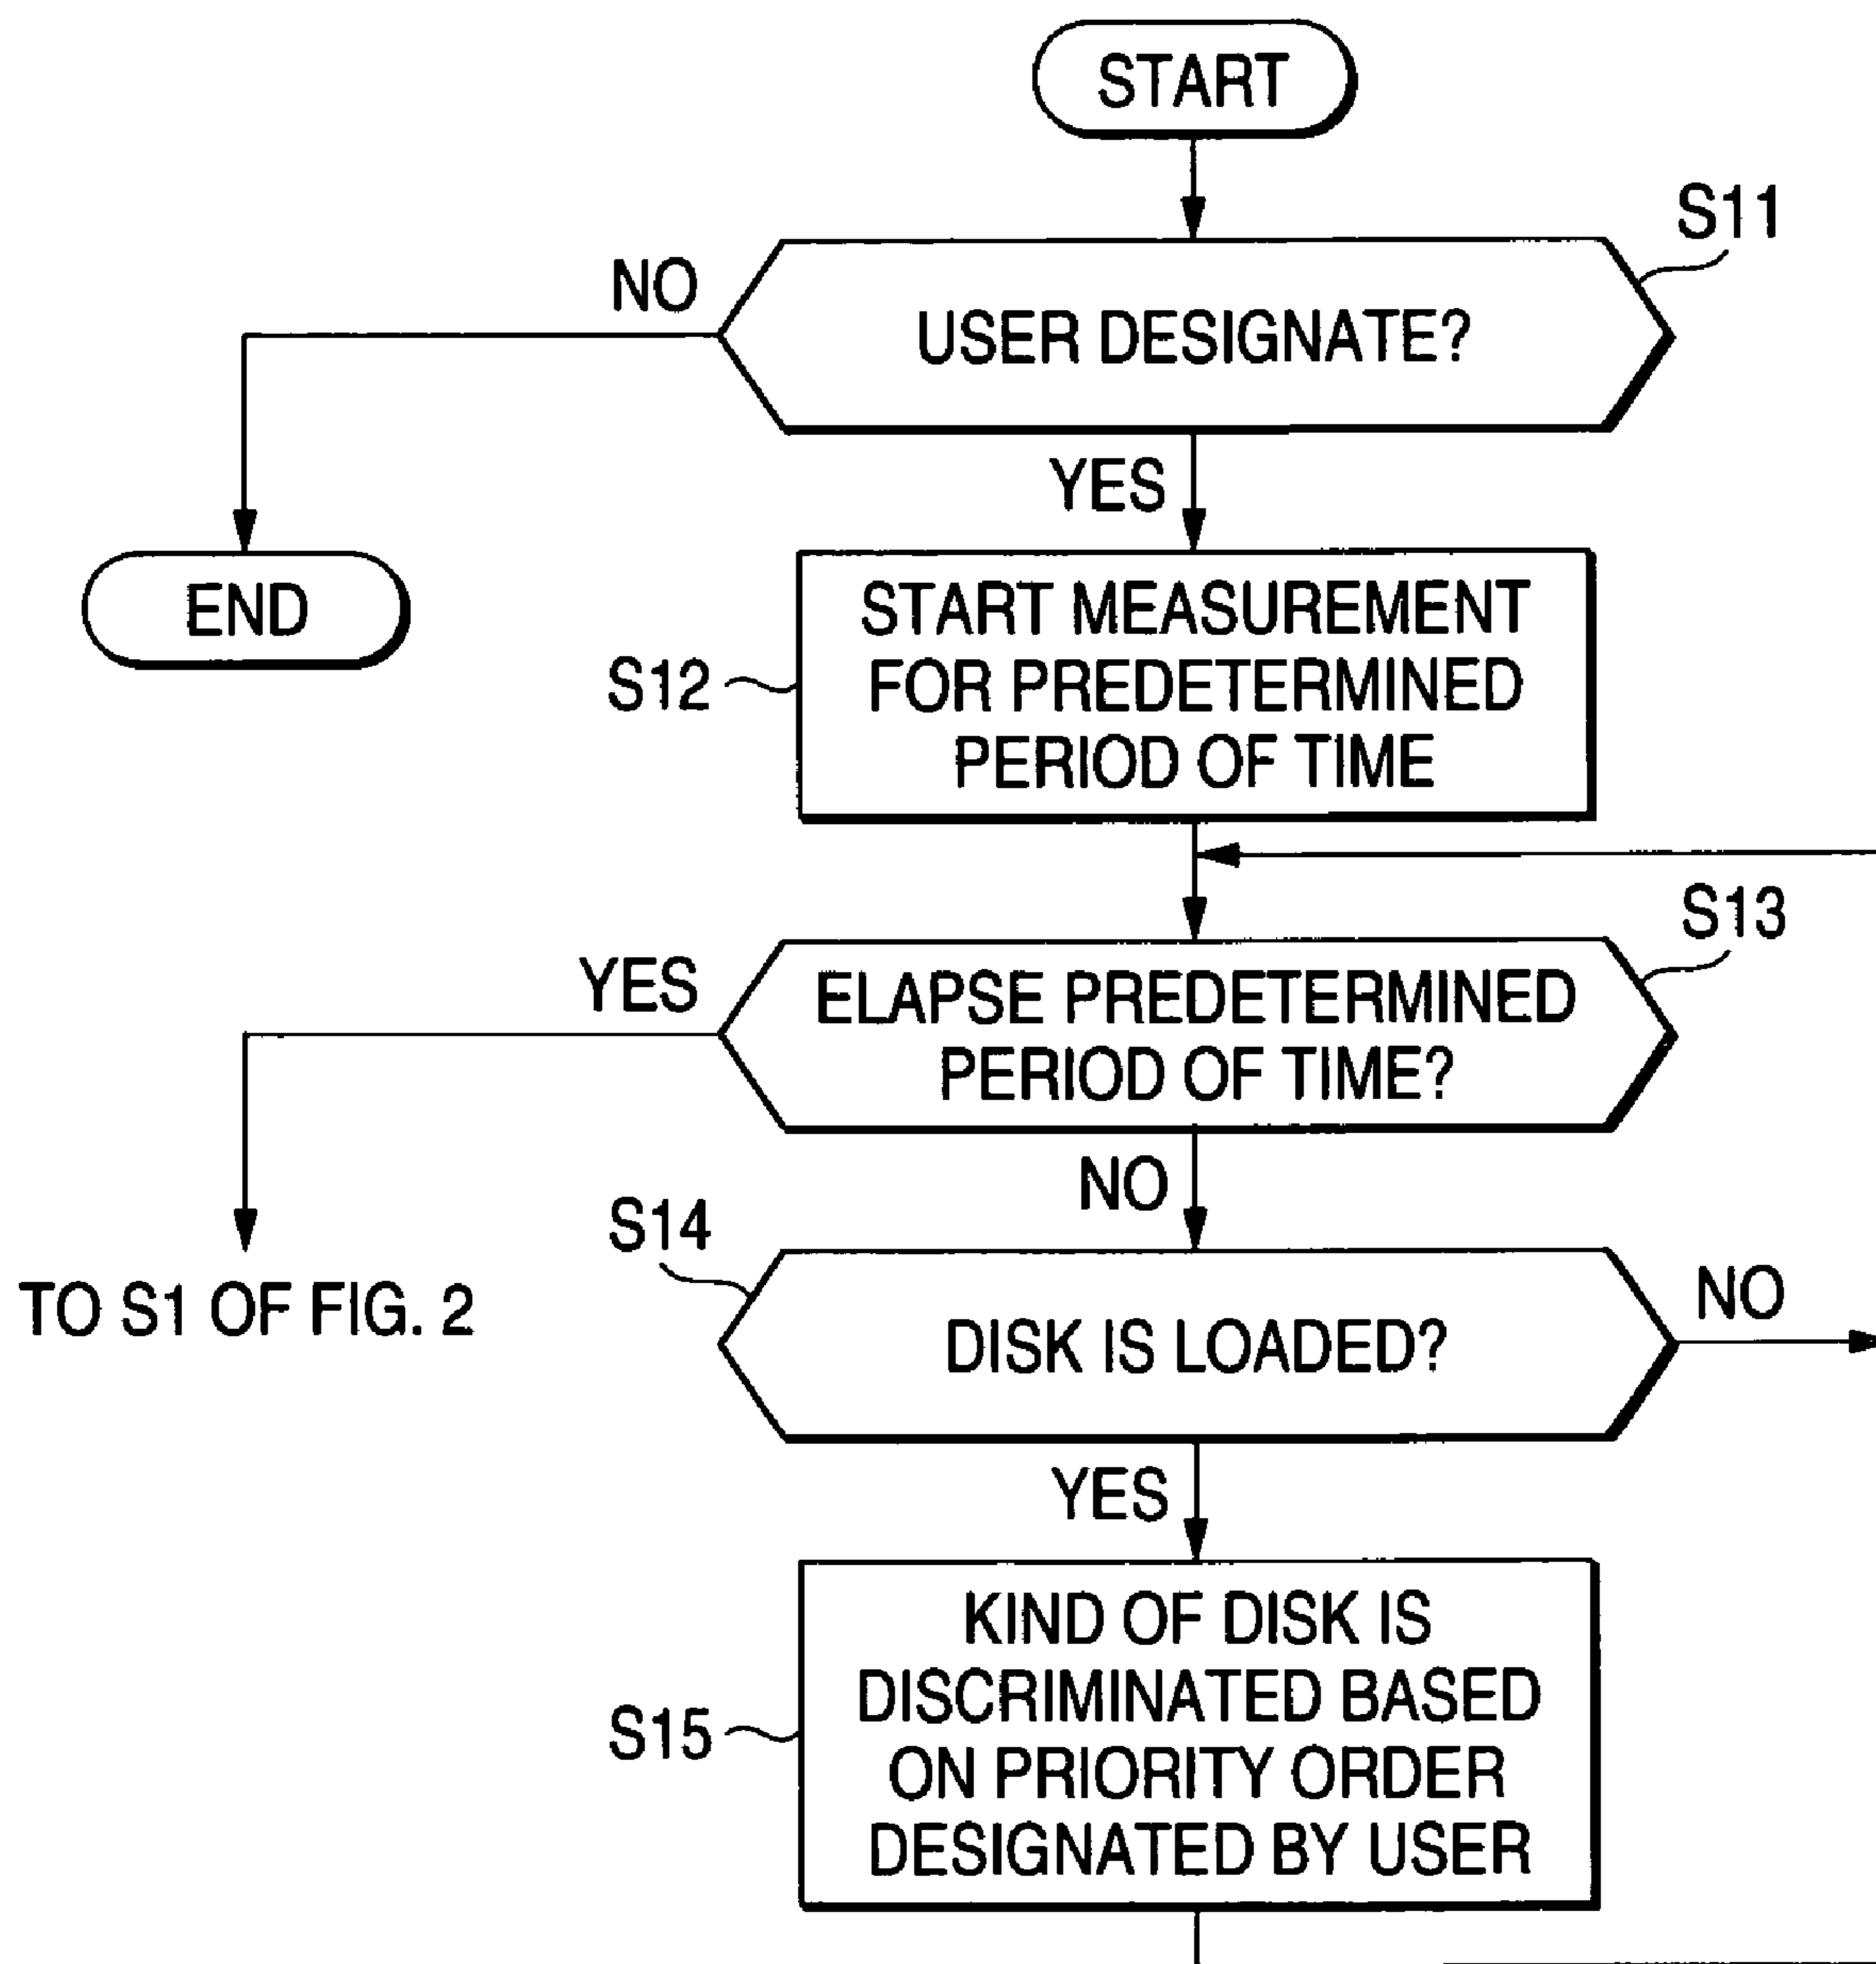 START
S11
NO
USER DESIGNATE?
YES
END
START MEASUREMENT
FOR PREDETERMINED
PERIOD OF TIME
S12
S13
YES
ELAPSE PREDETERMINED
PERIOD OF TIME?
NO
S14
TO S1 OF FIG. 2
NO
DISK IS LOADED?
YES
KIND OF DISK IS
DISCRIMINATED BASED
ON PRIORITY ORDER
DESIGNATED BY USER
S15